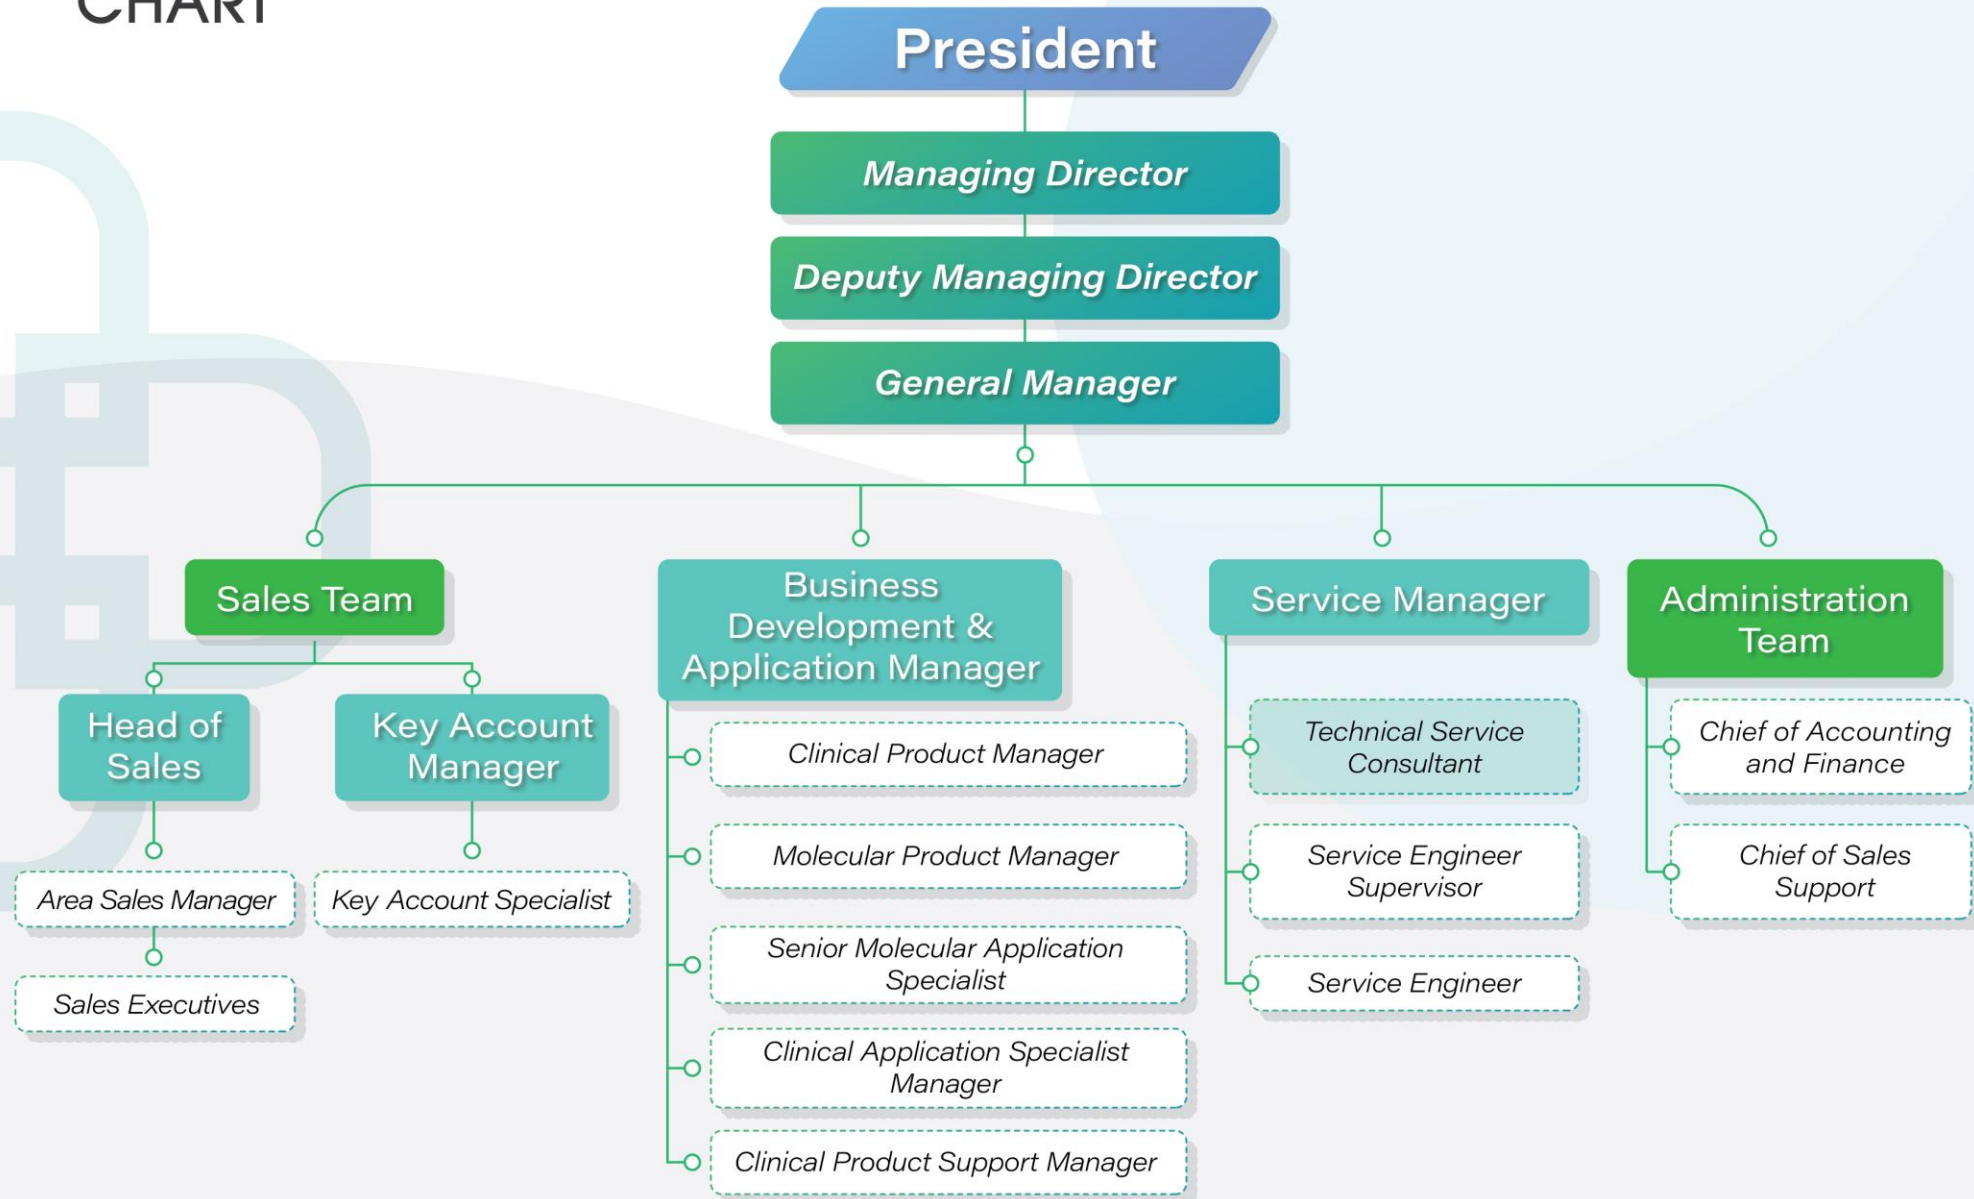 CHART
President
Managing Director
Deputy Managing Director
General Manager
Sales Team
Head of
Sales
Area Sales Manager
Sales Executives
Key Account
Manager
Key Account Specialist
Business
Development &
Application Manager
Clinical Product Manager
Molecular Product Manager
Senior Molecular Application
Specialist
Clinical Application Specialist
Manager
Clinical Product Support Manager
Service Manager
Technical Service
Consultant
Service Engineer
Supervisor
Service Engineer
Administration
Team
Chief of Accounting
and Finance
Chief of Sales
Support